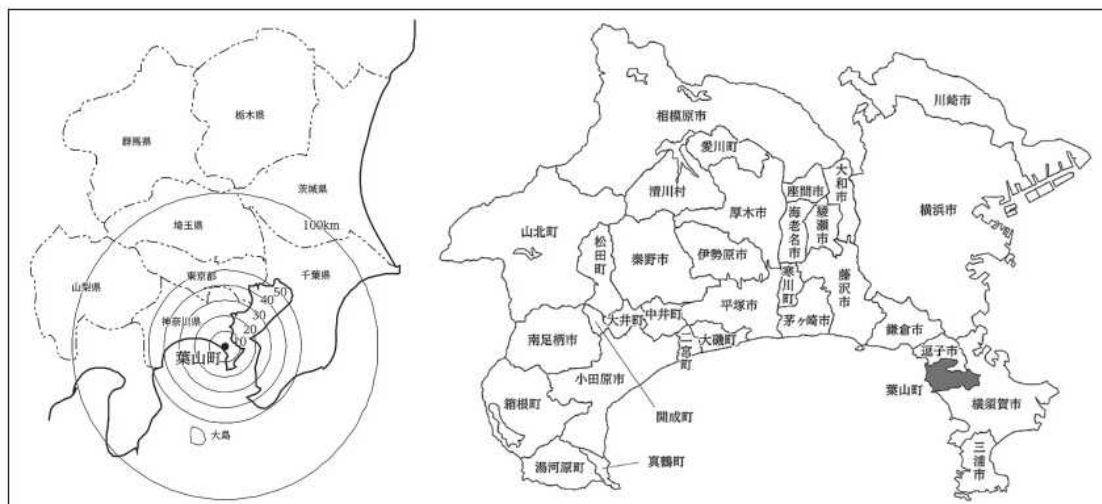 栃木県
群馬県
茨城県
100km
埼玉県
東京都
千葉県
山梨県
50
40
神奈川県
30
20
10
葉山町
大島
川崎市
相模原市
愛川町
大和市
清川村
座間市
横浜市
厚木市
海老名市
綾瀬市
山北町
松田町
秦野市
伊勢原市
寒川町
藤沢市
平塚市
大井町
中井町
茅ヶ崎市
鎌倉市
南足柄市
二宮町
大磯町
逗子市
小田原市
葉山町
箱根町
横須賀市
開成町
三浦市
湯河原町
真鶴町